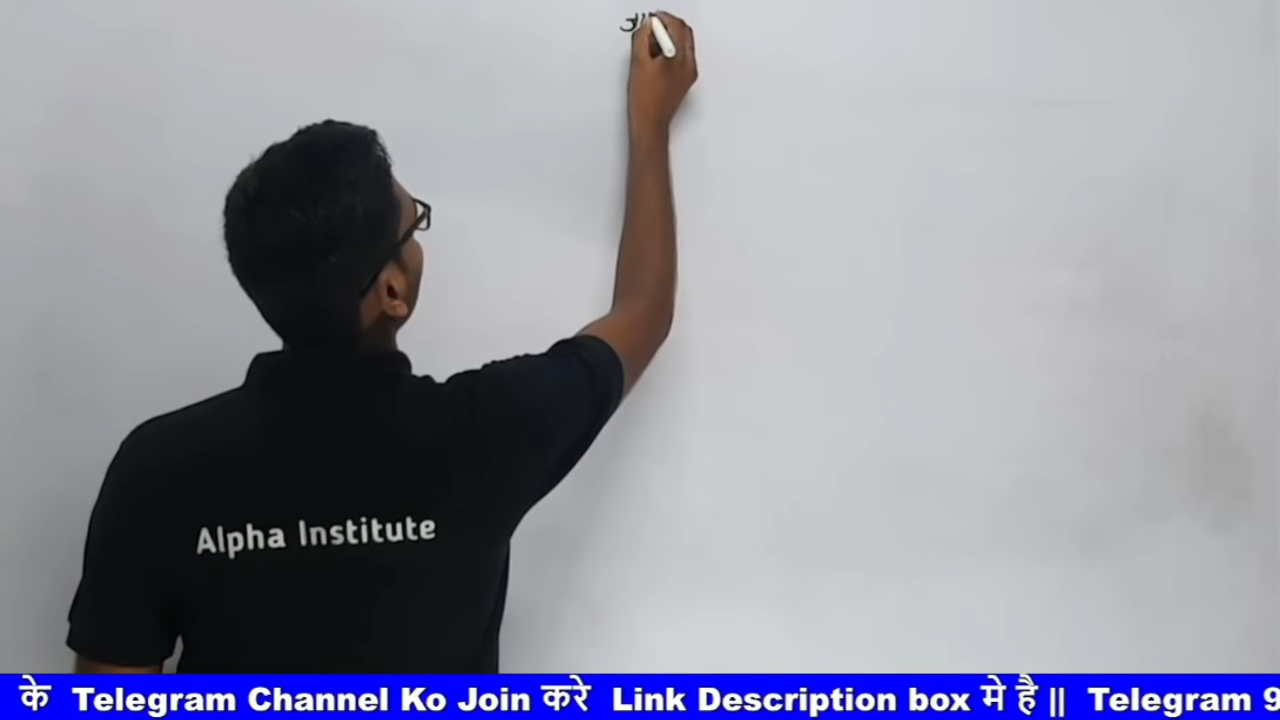 Alpha Institute
के Telegram Channel Ko Join करे Link Description box मे है || Telegram 9